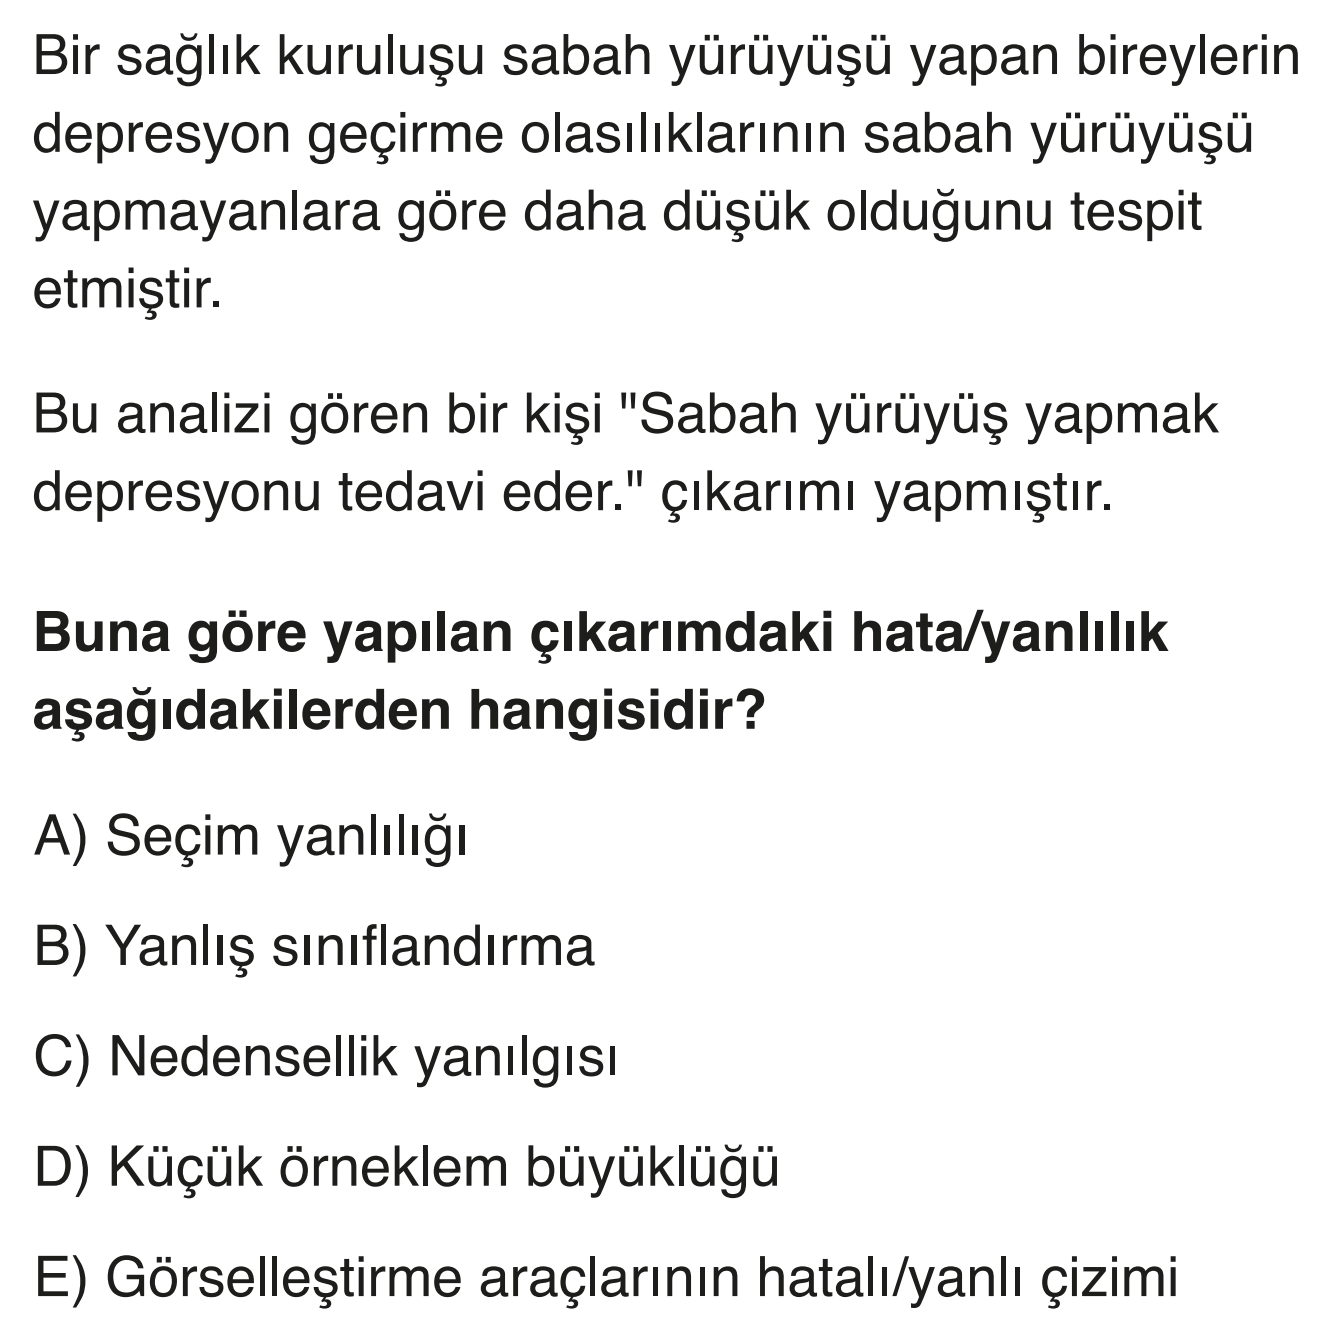 Bir sağlık kuruluşu sabah yürüyüşü yapan bireylerin
depresyon geçirme olasılıklarının sabah yürüyüşü
yapmayanlara göre daha düşük olduğunu tespit
etmiştir.
Bu analizi gören bir kişi "Sabah yürüyüş yapmak
depresyonu tedavi eder." çıkarımı yapmıştır.
Buna göre yapılan çıkarımdaki hata/yanlılık
aşağıdakilerden hangisidir?
A) Seçim yanlılığı
B) Yanlış sınıflandırma
C) Nedensellik yanılgısı
D) Küçük örneklem büyüklüğü
E) Görselleştirme araçlarının hatalı/yanlı çizimi